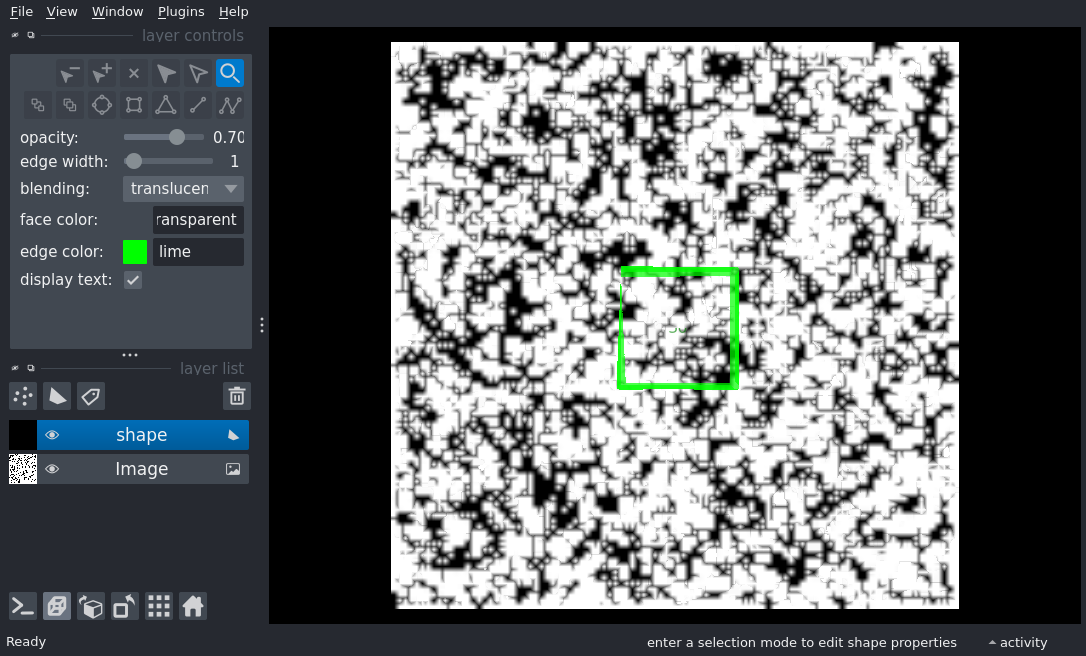 File View Window Plugins Help
layer controls
opacity: 0.70
edge width: 1
blending: translucen
face color: ransparent
edge color: lime
display text:
layer list
shape
Image
Ready
enter a selection mode to edit shape properties
activity